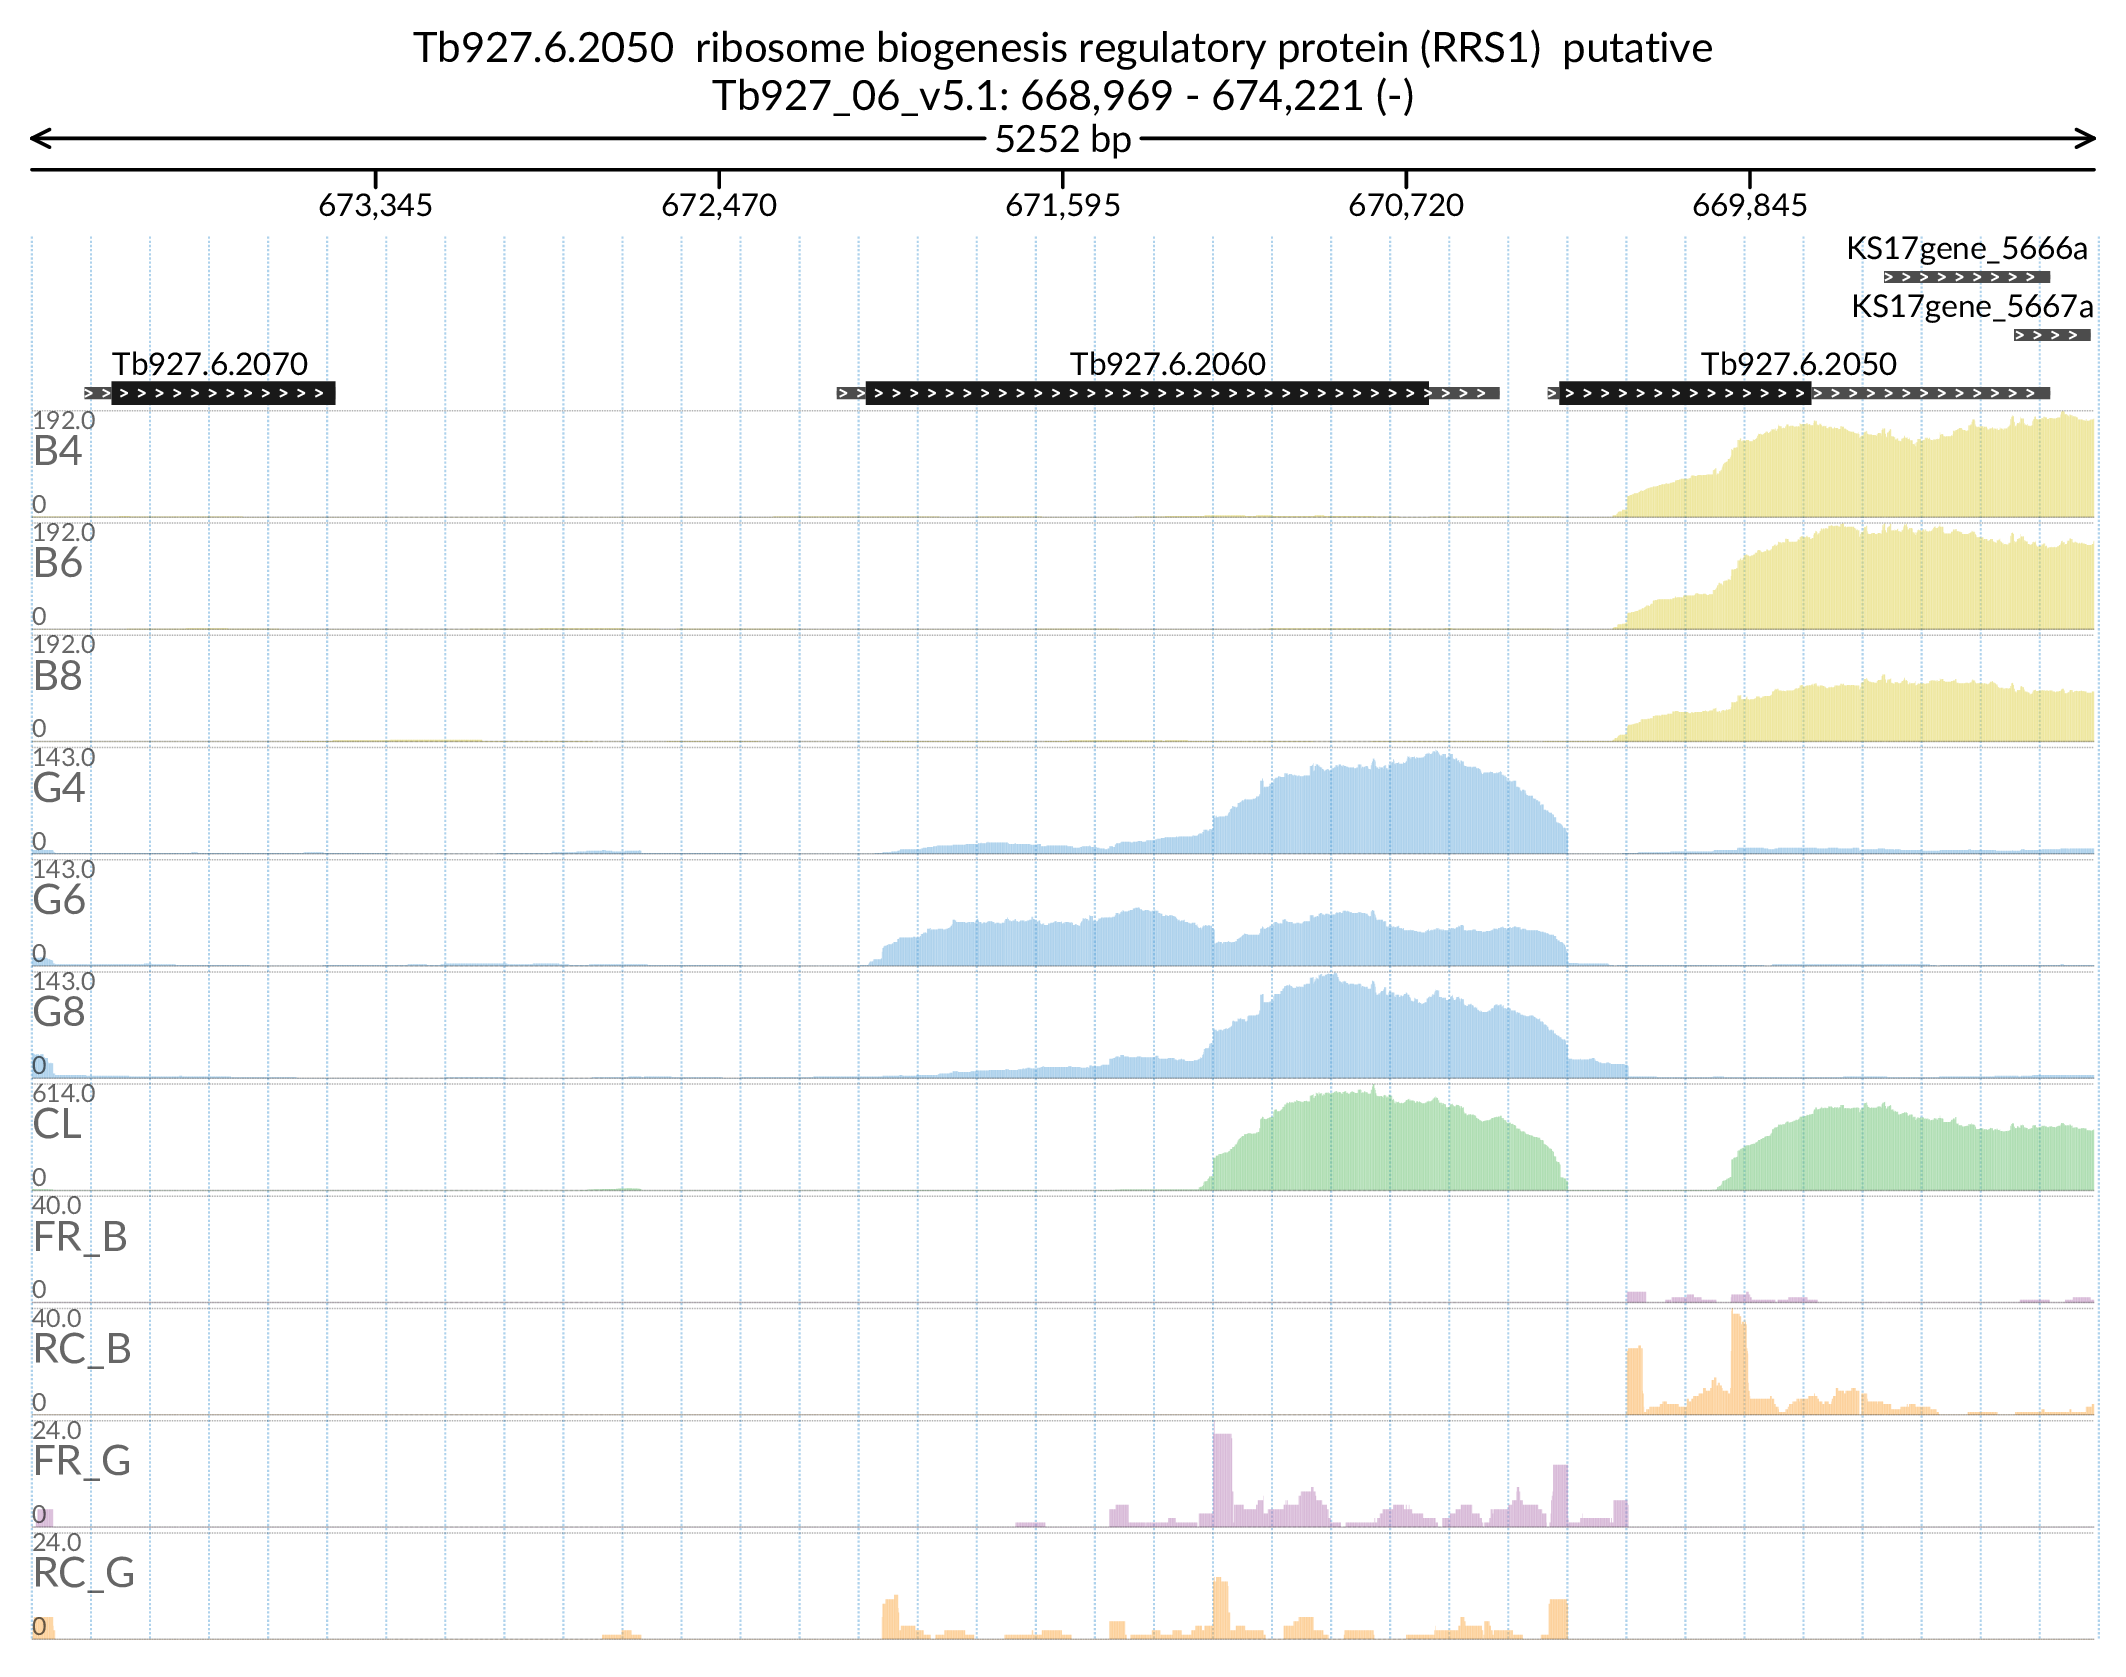 Tb927.6.2050 ribosome biogenesis regulatory protein (RRS1) putative
Tb927_06_v5.1: 668,969 - 674,221 (-)
5252 bp
673,345 672,470 671,595 670,720 669,845
KS17gene_5666a
KS17gene_5667a
Tb927.6.2070 Tb927.6.2060 Tb927.6.2050
192.0
B4
0
192.0
B6
0
192.0
B8
0
143.0
G4
0
143.0
G6
0
143.0
G8
0
614.0
CL
0
40.0
FR_B
0
40.0
RC_B
0
24.0
FR_G
0
24.0
RC_G
0